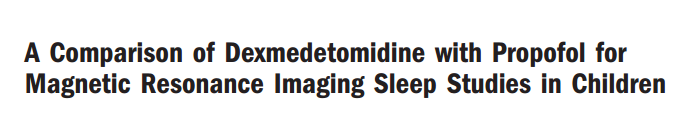 A Comparison of Dexmedetomidine with Propofol for
Magnetic Resonance Imaging Sleep Studies in Children